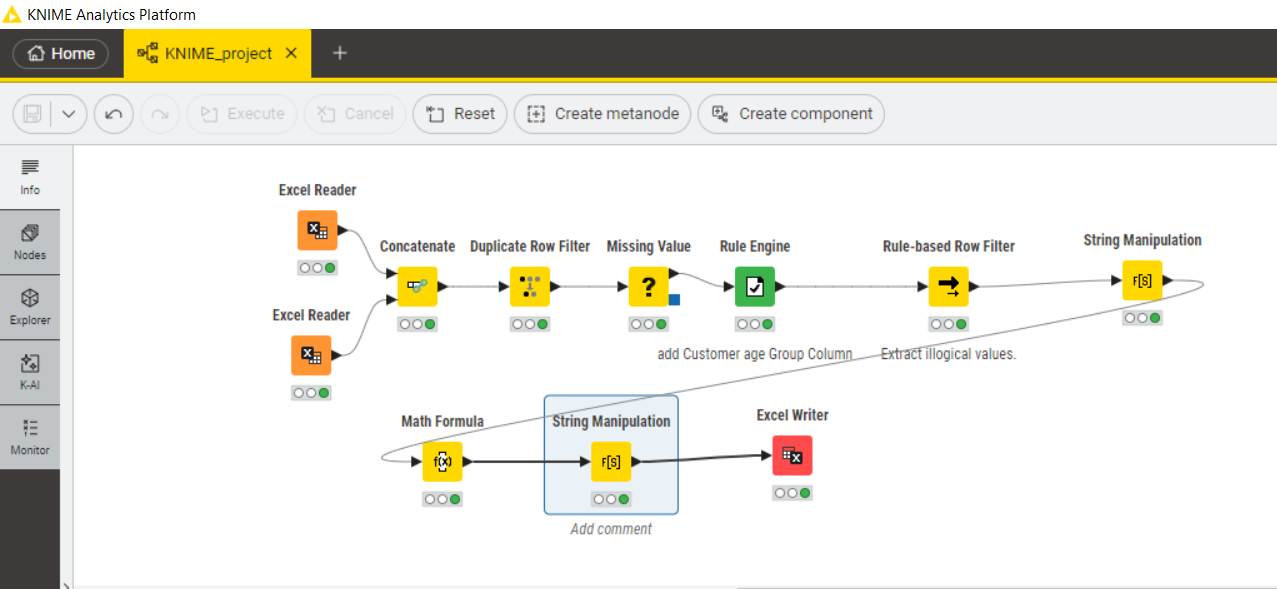 KNIME Analytics Platform
Home
KNIME_project
Execute
Cancel
Reset
Create metanode
Create component
Info
Nodes
Explorer
K-AI
Monitor
Excel Reader
Concatenate
Duplicate Row Filter
Missing Value
?
Rule Engine
Rule-based Row Filter
String Manipulation
F[S]
Excel Reader
add Customer age Group Column
Extract illogical values.
Math Formula
f(x)
String Manipulation
F[S]
Excel Writer
Add comment